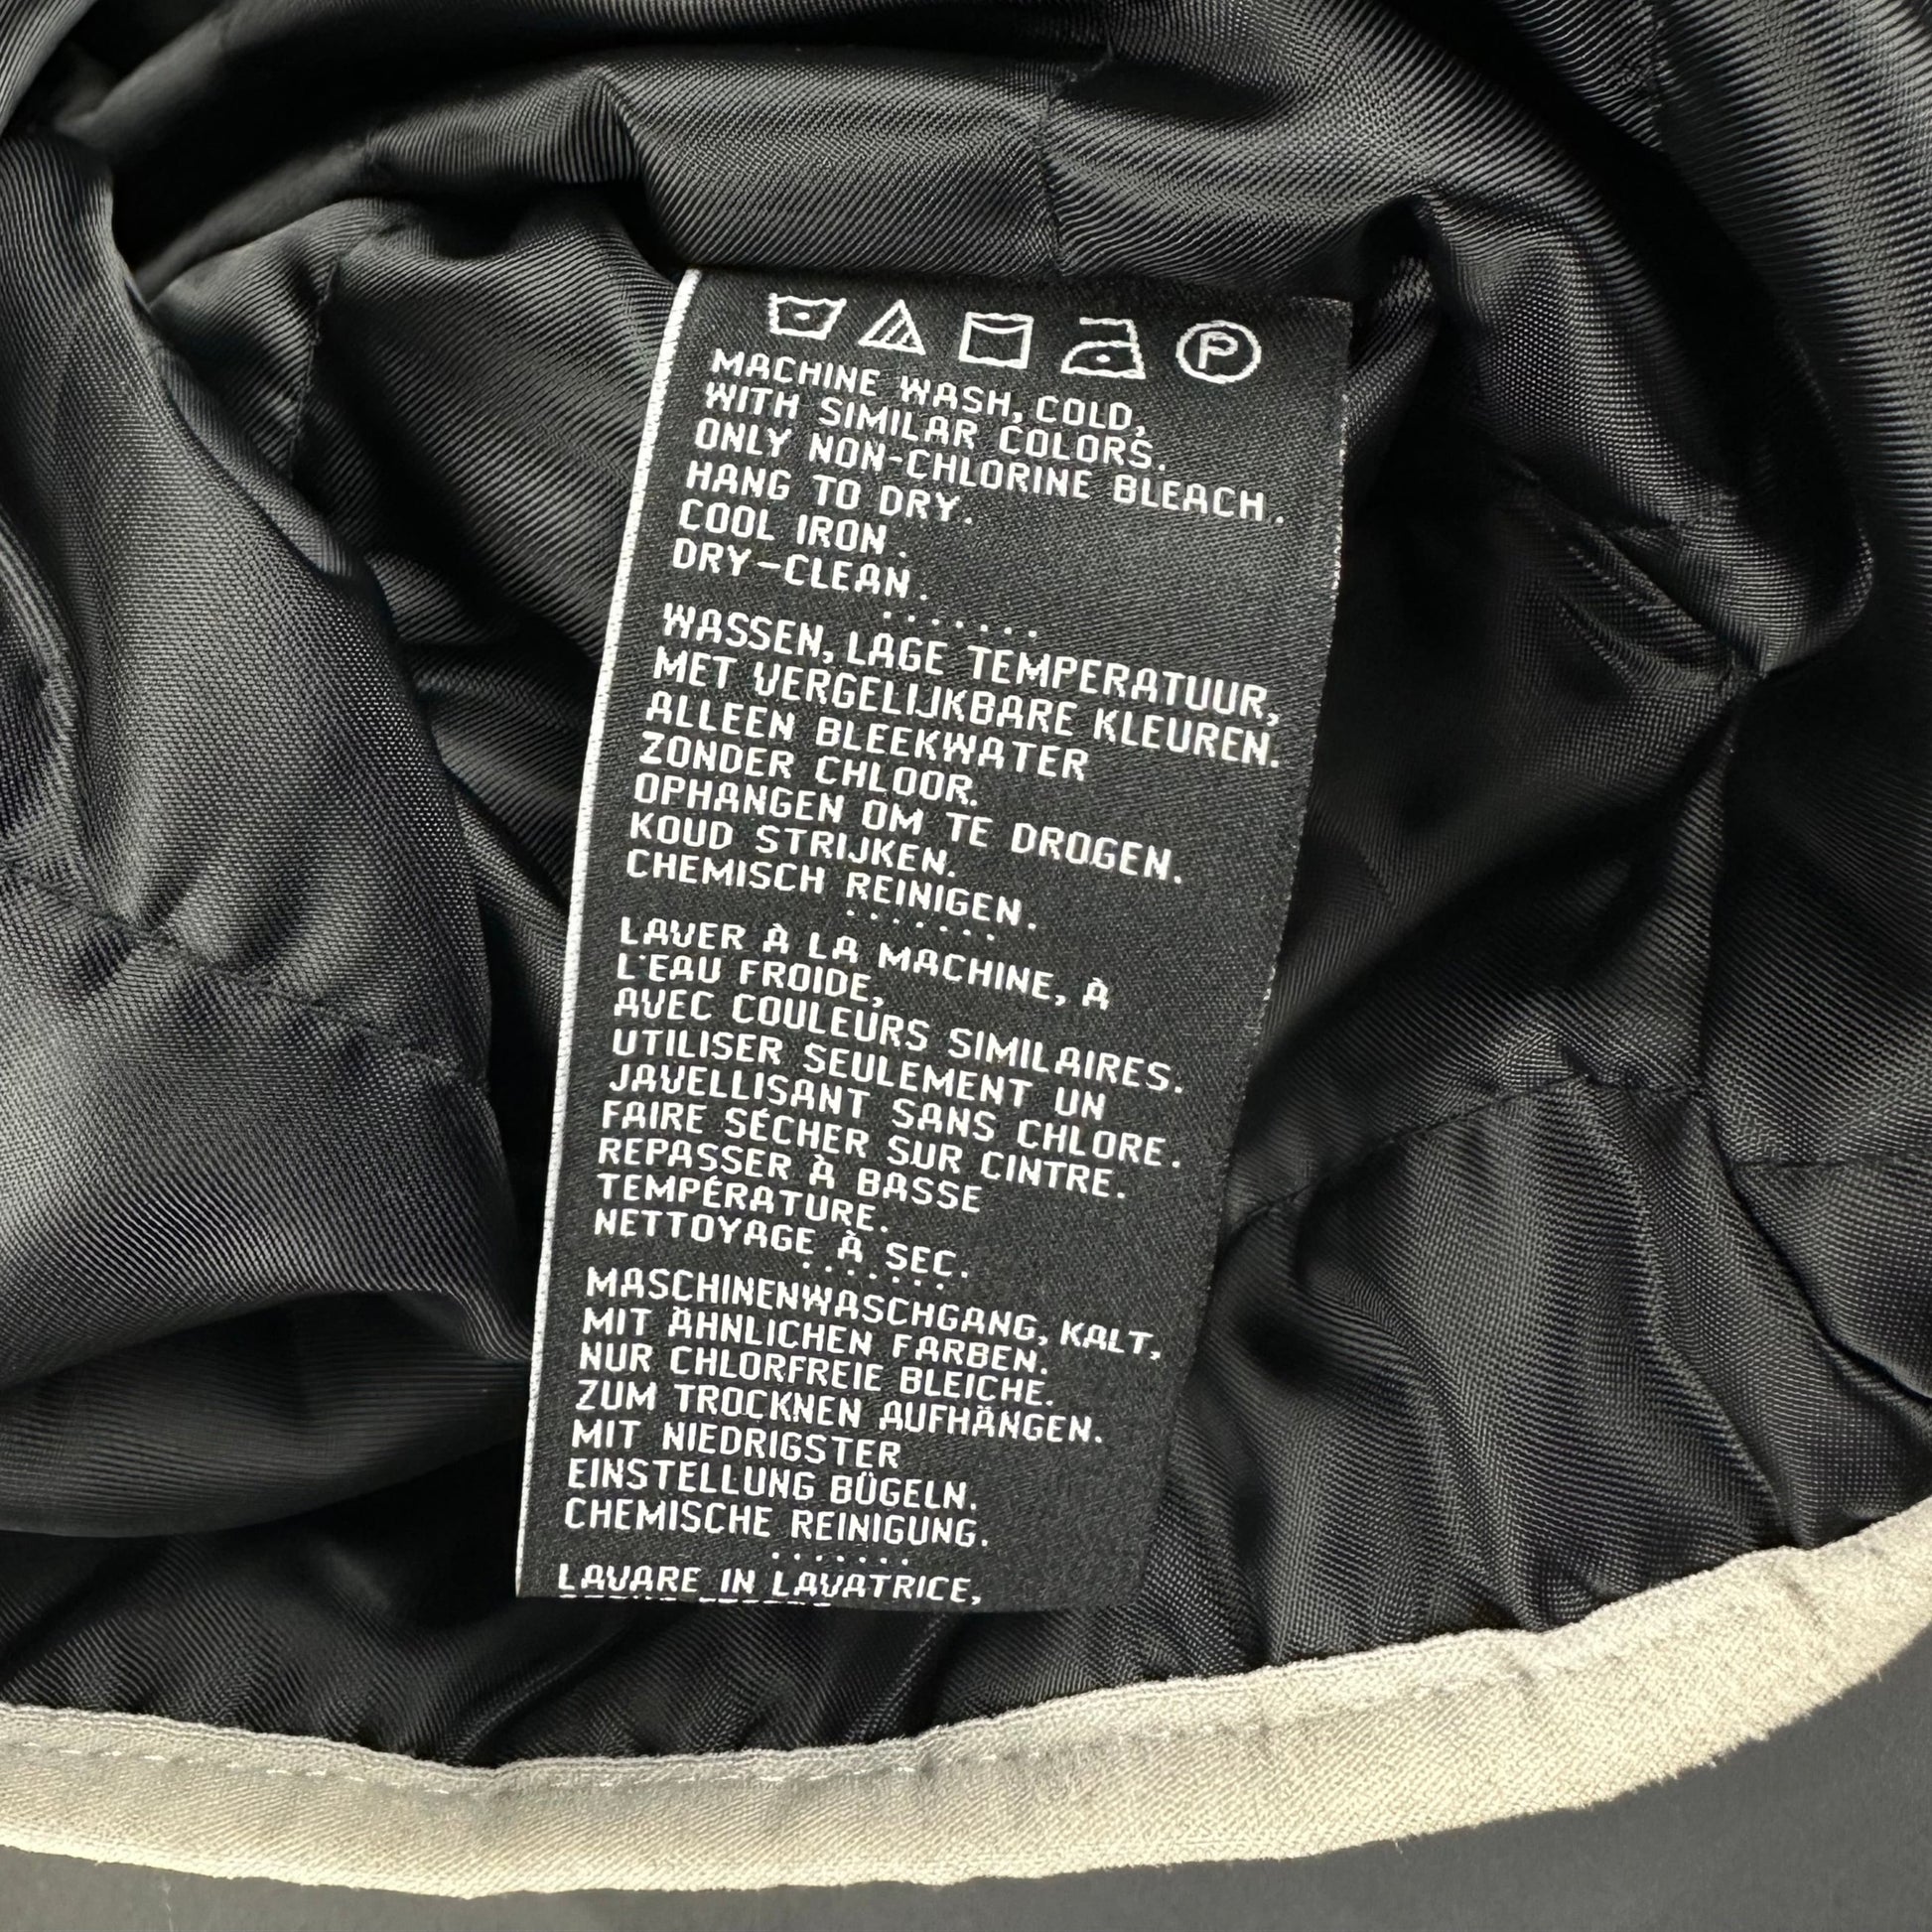 P
MACHINE WASH, COLD,
WITH SIMILAR COLORS.
ONLY NON-CHLORINE BLEACH.
HANG TO DRY.
COOL IRON.
DRY-CLEAN.
.......
WASSEN, LAGE TEMPERATUUR,
MET VERGELIJKBARE KLEUREN.
ALLEEN BLEEKWATER
ZONDER CHLOOR.
OPHANGEN OM TE DROGEN.
KOUD STRIJKEN.
CHEMISCH REINIGEN.
.......
LAVER À LA MACHINE, À
L'EAU FROIDE,
AVEC COULEURS SIMILAIRES.
UTILISER SEULEMENT UN
JAVELLISANT SANS CHLORE.
FAIRE SÉCHER SUR CINTRE.
REPASSER À BASSE
TEMPÉRATURE.
NETTOYAGE À SEC.
.......
MASCHINENWASCHGANG, KALT,
MIT ÄHNLICHEN FARBEN.
NUR CHLORFREIE BLEICHE.
ZUM TROCKNEN AUFHÄNGEN.
MIT NIEDRIGSTER
EINSTELLUNG BÜGELN.
CHEMISCHE REINIGUNG.
.......
LAVARE IN LAVATRICE,